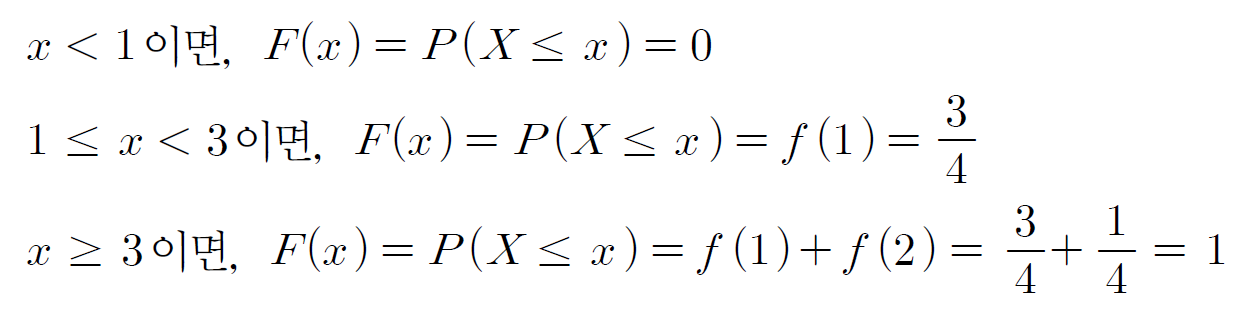 x < 1이면, F(x) = P(X ≤ x) = 0
1 ≤ x < 3이면, F(x) = P(X ≤ x) = f(1) = 3/4
x ≥ 3이면, F(x) = P(X ≤ x) = f(1) + f(2) = 3/4 + 1/4 = 1